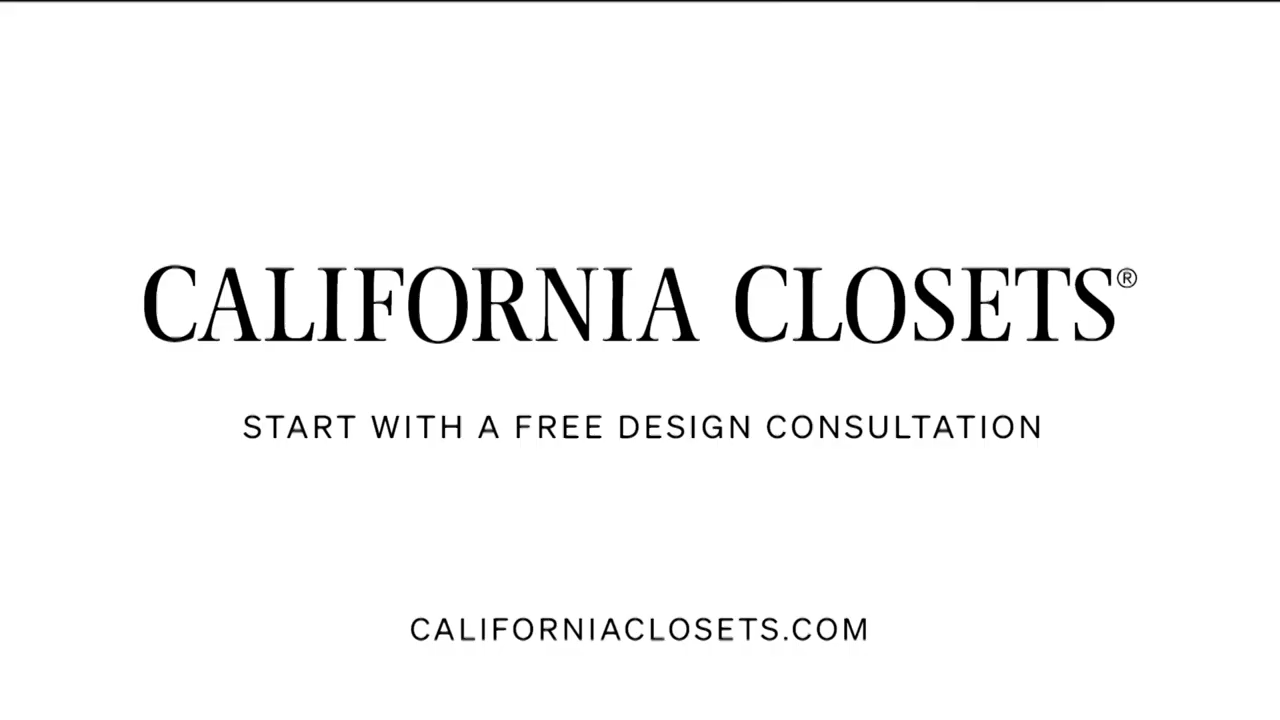 CALIFORNIA CLOSETS®
START WITH A FREE DESIGN CONSULTATION
CALIFORNIACLOSETS.COM